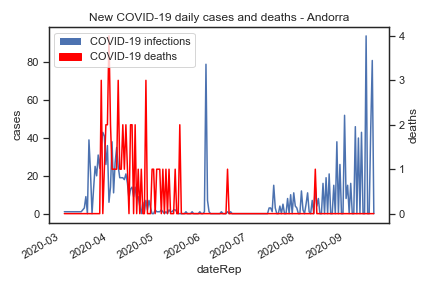 New COVID-19 daily cases and deaths - Andorra
COVID-19 infections
COVID-19 deaths
cases
80
60
40
20
0
deaths
4
3
2
1
0
2020-03
2020-04
2020-05
2020-06
2020-07
2020-08
2020-09
dateRep